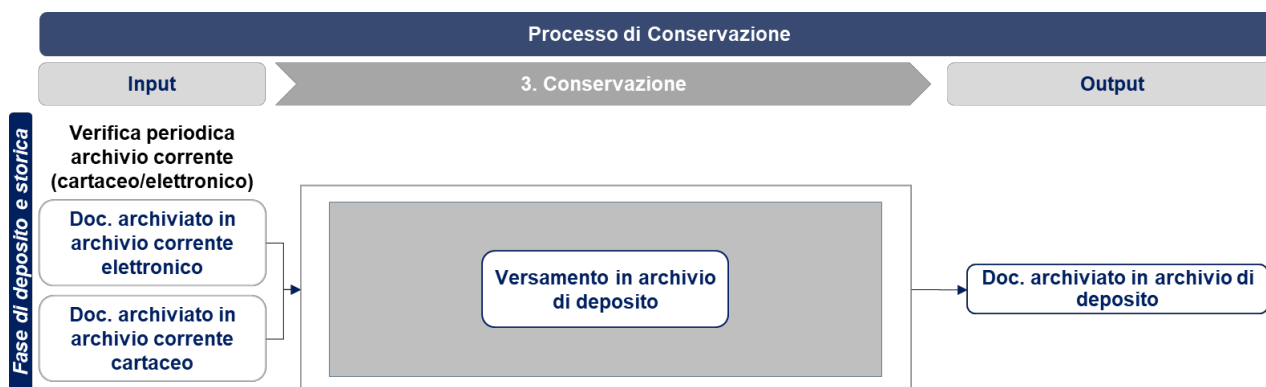 Processo di Conservazione
Input
3. Conservazione
Output
Fase di deposito e storica
Verifica periodica
archivio corrente
(cartaceo/elettronico)
Doc. archiviato in
archivio corrente
elettronico
Doc. archiviato in
archivio corrente
cartaceo
Versamento in archivio
di deposito
Doc. archiviato in archivio di
deposito